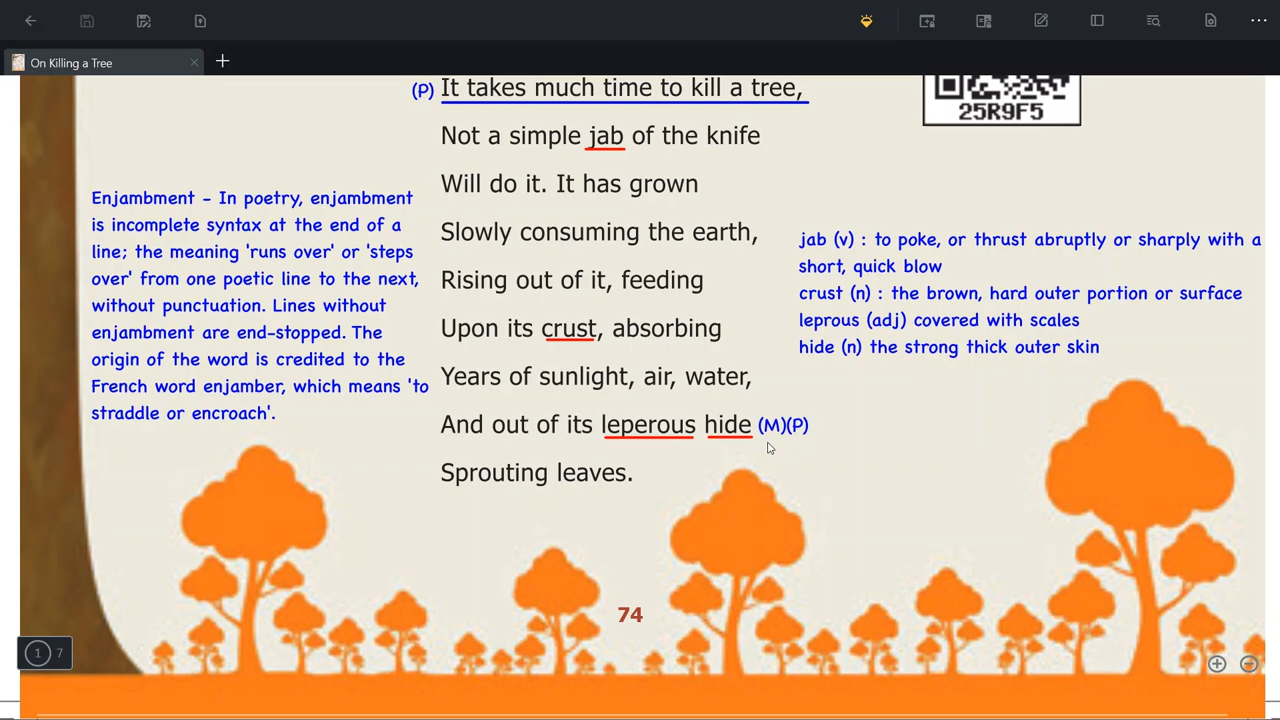 On Killing a Tree
(P) It takes much time to kill a tree,
25R9F5
Not a simple jab of the knife
Will do it. It has grown
Slowly consuming the earth,
Rising out of it, feeding
Upon its crust, absorbing
Years of sunlight, air, water,
And out of its leperous hide (M)(P)
Sprouting leaves.
Enjambment - In poetry, enjambment
is incomplete syntax at the end of a
line; the meaning 'runs over' or 'steps
over' from one poetic line to the next,
without punctuation. Lines without
enjambment are end-stopped. The
origin of the word is credited to the
French word enjamber, which means 'to
straddle or encroach'.
jab (v) : to poke, or thrust abruptly or sharply with a
short, quick blow
crust (n) : the brown, hard outer portion or surface
leprous (adj) covered with scales
hide (n) the strong thick outer skin
74
1 7